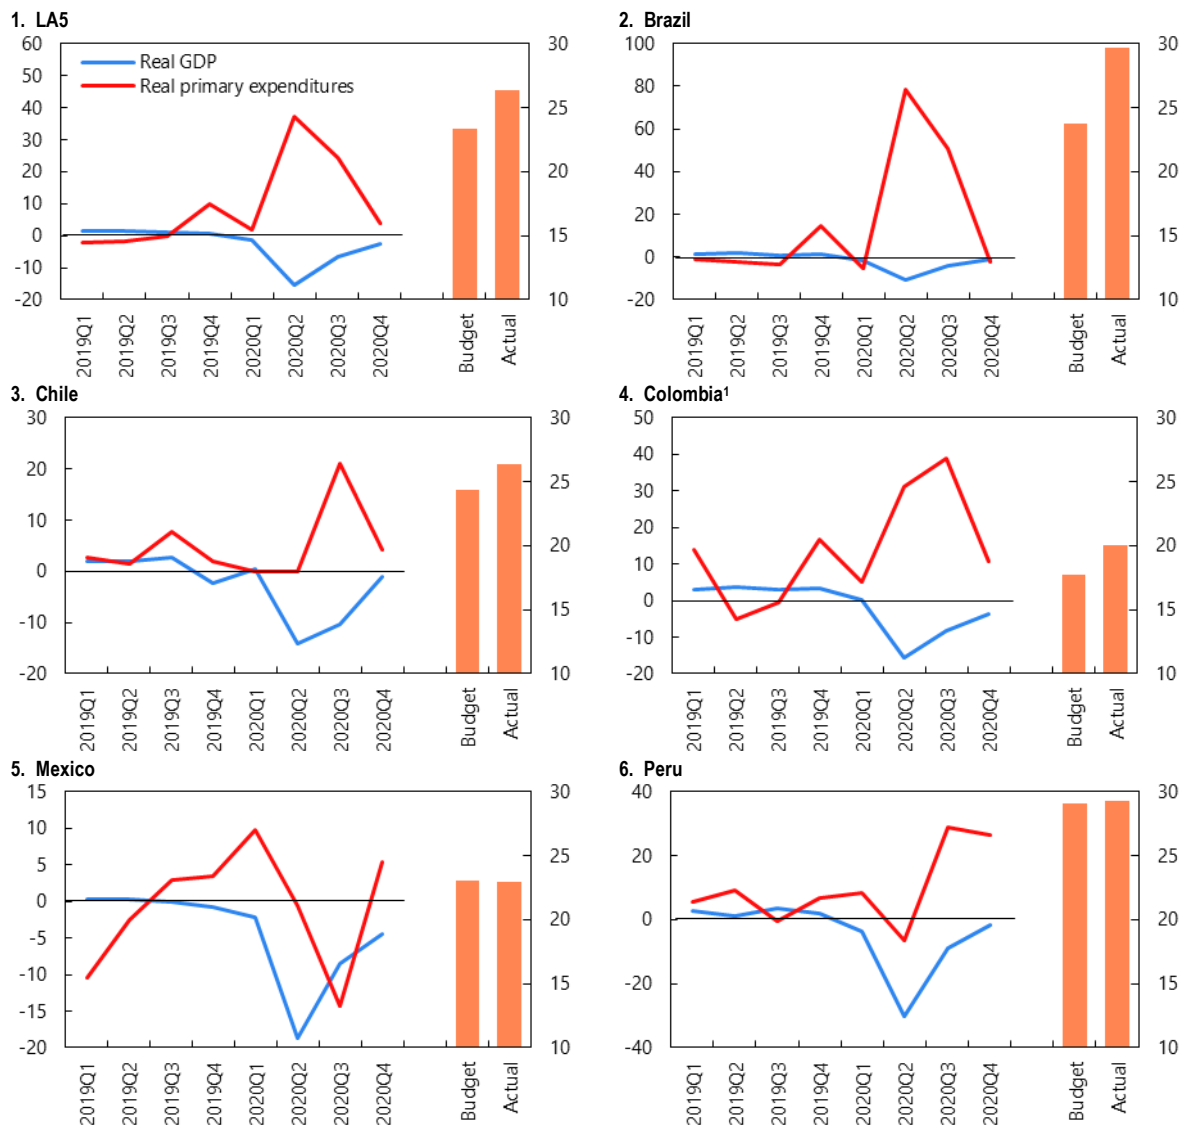 1. LA5
60
50
40
30
20
10
0
-10
-20
30
25
20
15
10
Real GDP
Real primary expenditures
2019Q1
2019Q2
2019Q3
2019Q4
2020Q1
2020Q2
2020Q3
2020Q4
Budget
Actual
2. Brazil
100
80
60
40
20
0
-20
30
25
20
15
10
2019Q1
2019Q2
2019Q3
2019Q4
2020Q1
2020Q2
2020Q3
2020Q4
Budget
Actual
3. Chile
30
20
10
0
-10
-20
30
25
20
15
10
2019Q1
2019Q2
2019Q3
2019Q4
2020Q1
2020Q2
2020Q3
2020Q4
Budget
Actual
4. Colombia¹
50
40
30
20
10
0
-10
-20
30
25
20
15
10
2019Q1
2019Q2
2019Q3
2019Q4
2020Q1
2020Q2
2020Q3
2020Q4
Budget
Actual
5. Mexico
15
10
5
0
-5
-10
-15
-20
30
25
20
15
10
2019Q1
2019Q2
2019Q3
2019Q4
2020Q1
2020Q2
2020Q3
2020Q4
Budget
Actual
6. Peru
40
20
0
-20
-40
30
25
20
15
10
2019Q1
2019Q2
2019Q3
2019Q4
2020Q1
2020Q2
2020Q3
2020Q4
Budget
Actual